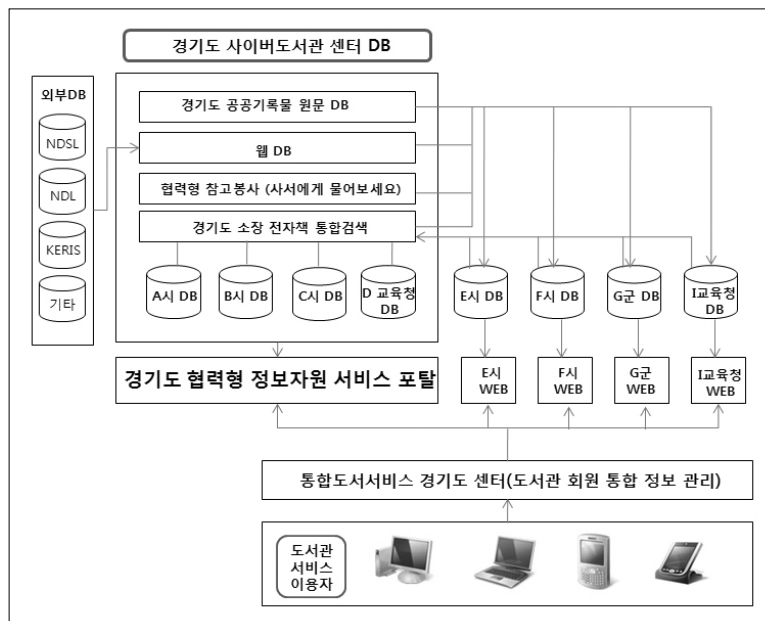 경기도 사이버도서관 센터 DB
외부DB
NDSL
NDL
KERIS
기타
경기도 공공기록물 원문 DB
웹 DB
협력형 참고봉사 (사서에게 물어보세요)
경기도 소장 전자책 통합검색
A시 DB
B시 DB
C시 DB
D 교육청
DB
E시 DB
F시 DB
G군 DB
I교육청
DB
경기도 협력형 정보자원 서비스 포탈
E시
WEB
F시
WEB
G군
WEB
I교육청
WEB
통합도서서비스 경기도 센터(도서관 회원 통합 정보 관리)
도서관
서비스
이용자